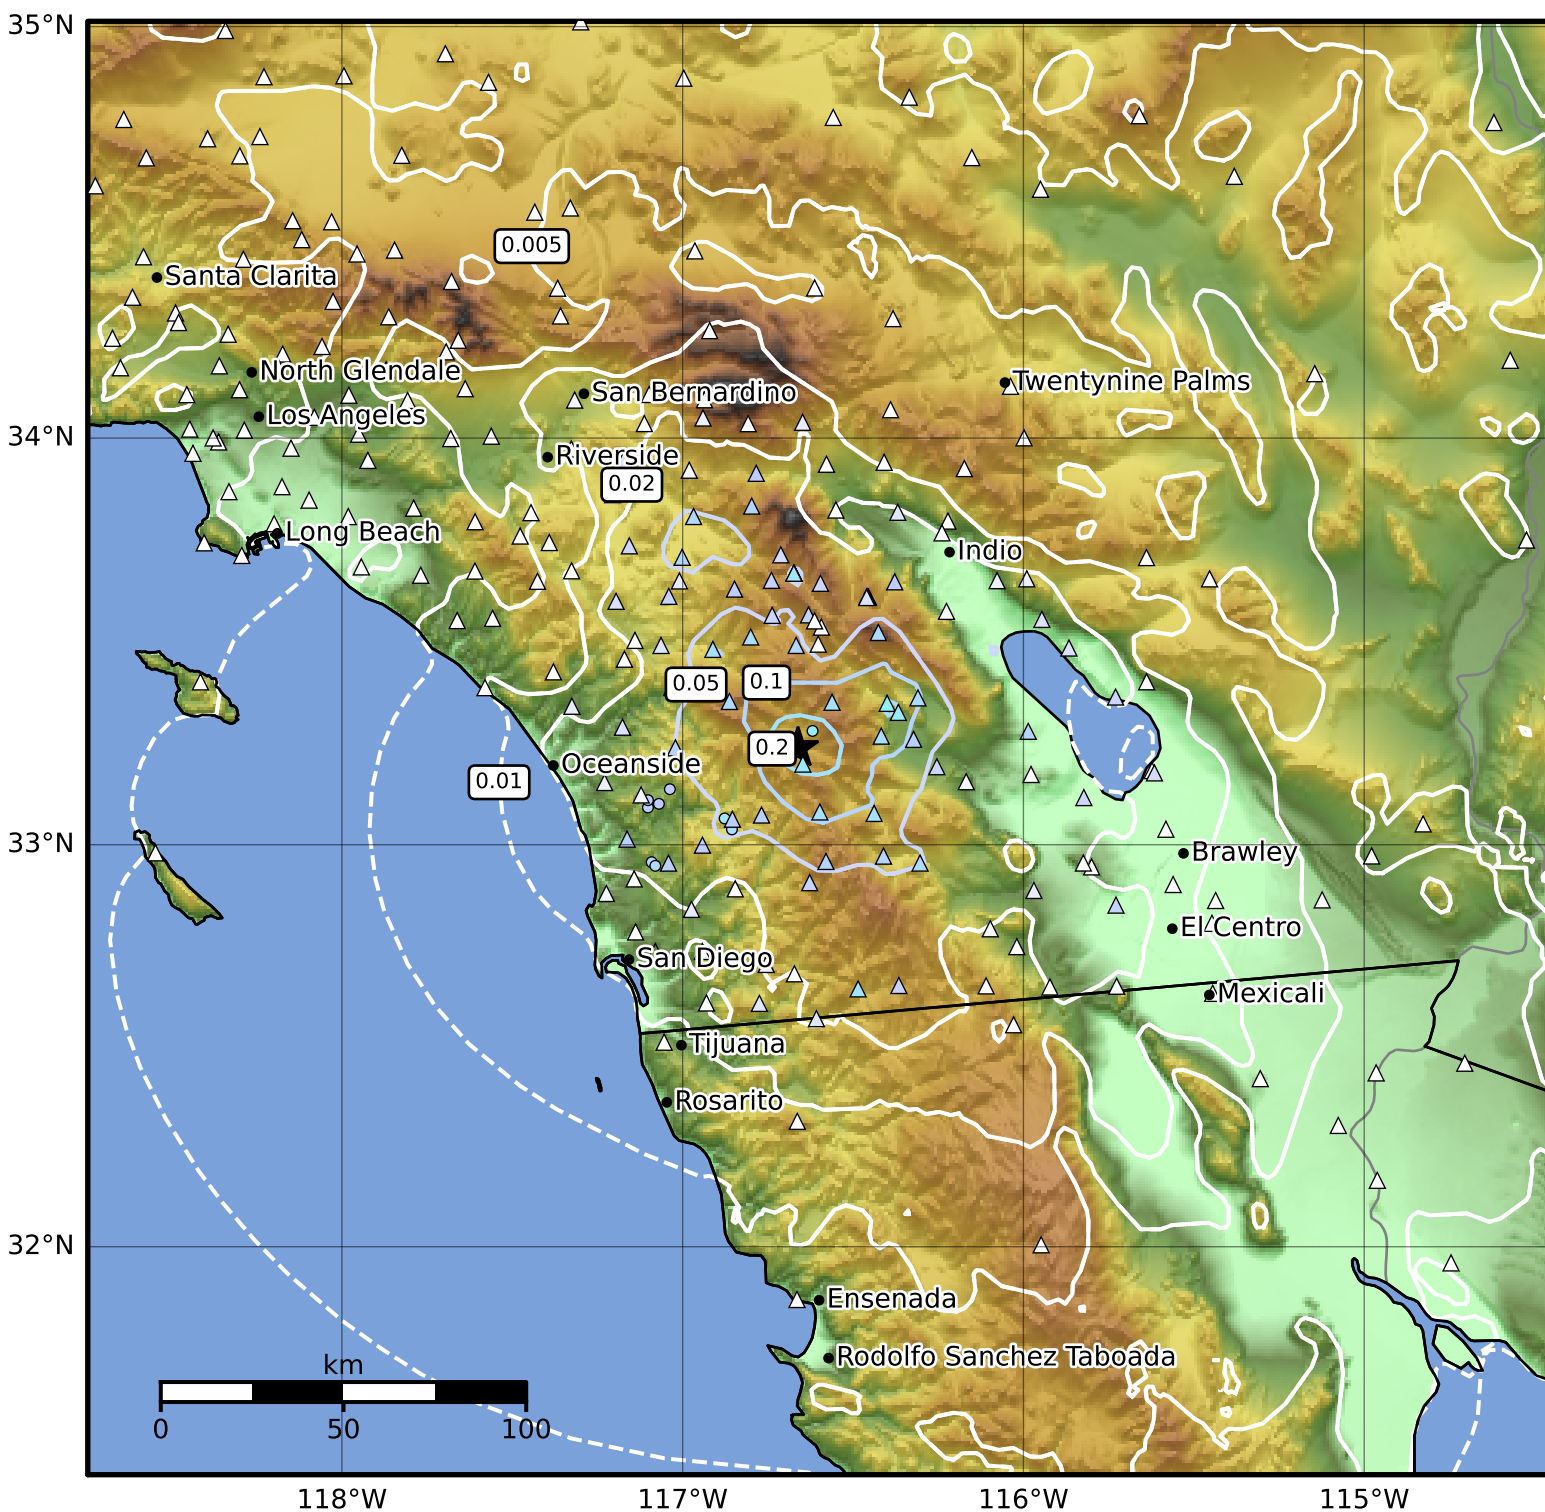 35°N
0.005
Santa Clarita
North Glendale
Twentynine Palms
San Bernardino
Los Angeles
34°N
Riverside
0.02
Long Beach
Indio
0.05
0.1
0.2
Oceanside
0.01
33°N
Brawley
El Centro
San Diego
Mexicali
Tijuana
Rosarito
32°N
Ensenada
Rodolfo Sanchez Taboada
km
0 50 100
118°W 117°W 116°W 115°W